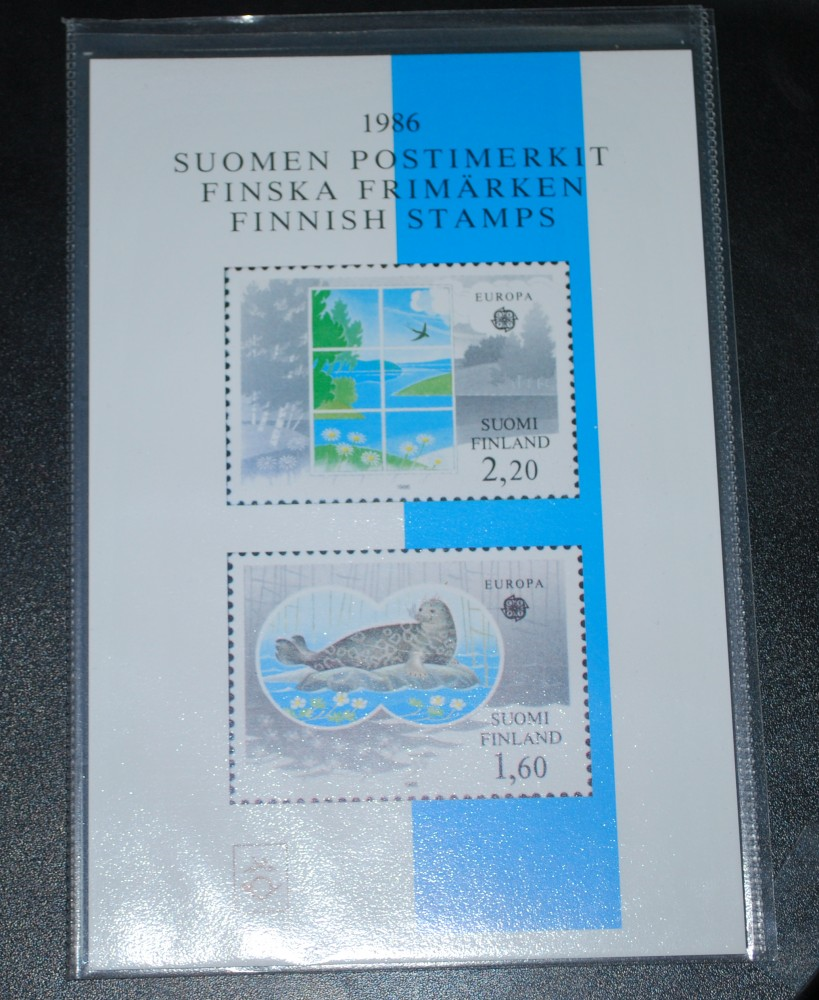 1986
SUOMEN POSTIMERKIT
FINSKA FRIMÄRKEN
FINNISH STAMPS
EUROPA
SUOMI
FINLAND
2,20
EUROPA
SUOMI
FINLAND
1,60